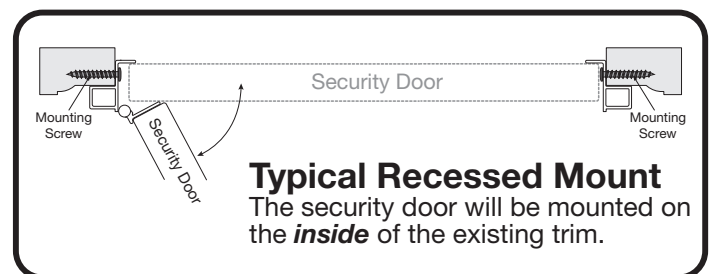 Security Door
Mounting
Screw
Security Door
Mounting
Screw
Typical Recessed Mount
The security door will be mounted on
the inside of the existing trim.